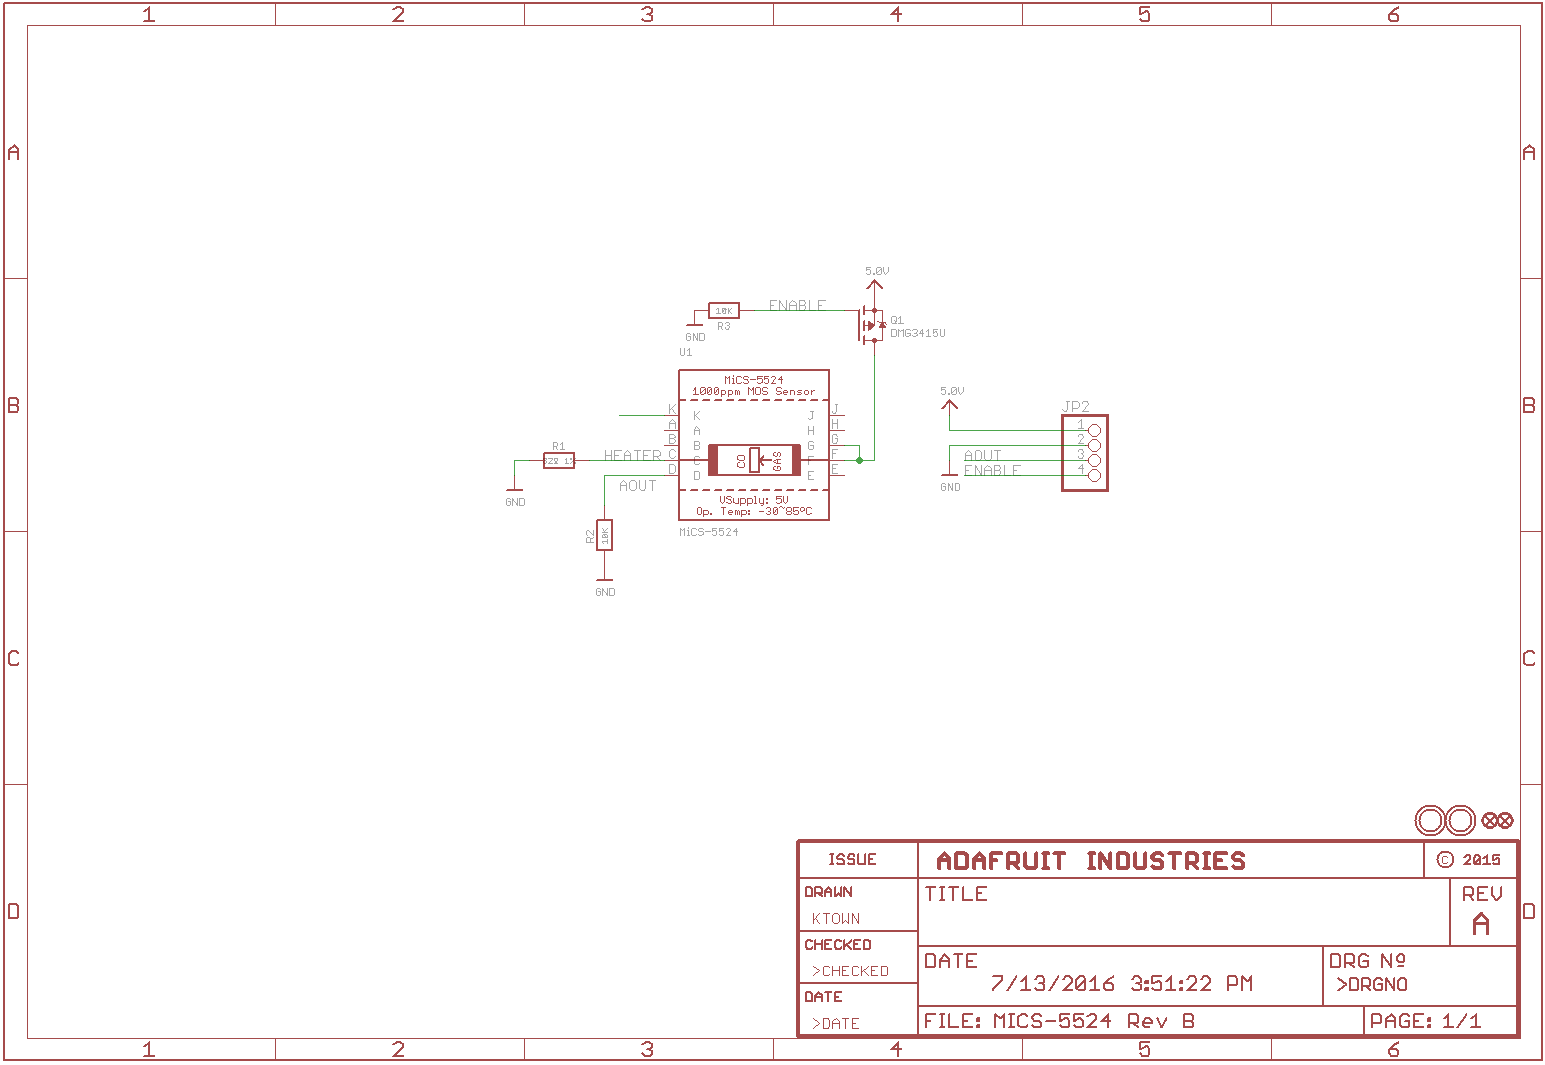 1 2 3 4 5 6
A A
5.0V
ENABLE
10K
R3
GND
Q1
DMG3415U
U1
MiCS-5524
1000ppm MOS Sensor
K K J J
A A H H
B B G G
C C F F
D D E E
CO
GAS
VSupply: 5V
Op. Temp: -30~85ºC
MiCS-5524
R1
HEATER
GND
AOUT
R2
10K
GND
5.0V
JP2
1
2
AOUT 3
ENABLE 4
GND
B B
C C
D D
ISSUE
ADAFRUIT INDUSTRIES
© 2015
DRAWN
KTOWN
TITLE
REV
A
CHECKED
>CHECKED
DATE
7/13/2016 3:51:22 PM
DRG Nº
>DRGNO
DATE
>DATE
FILE: MICS-5524 Rev B
PAGE: 1/1
1 2 3 4 5 6